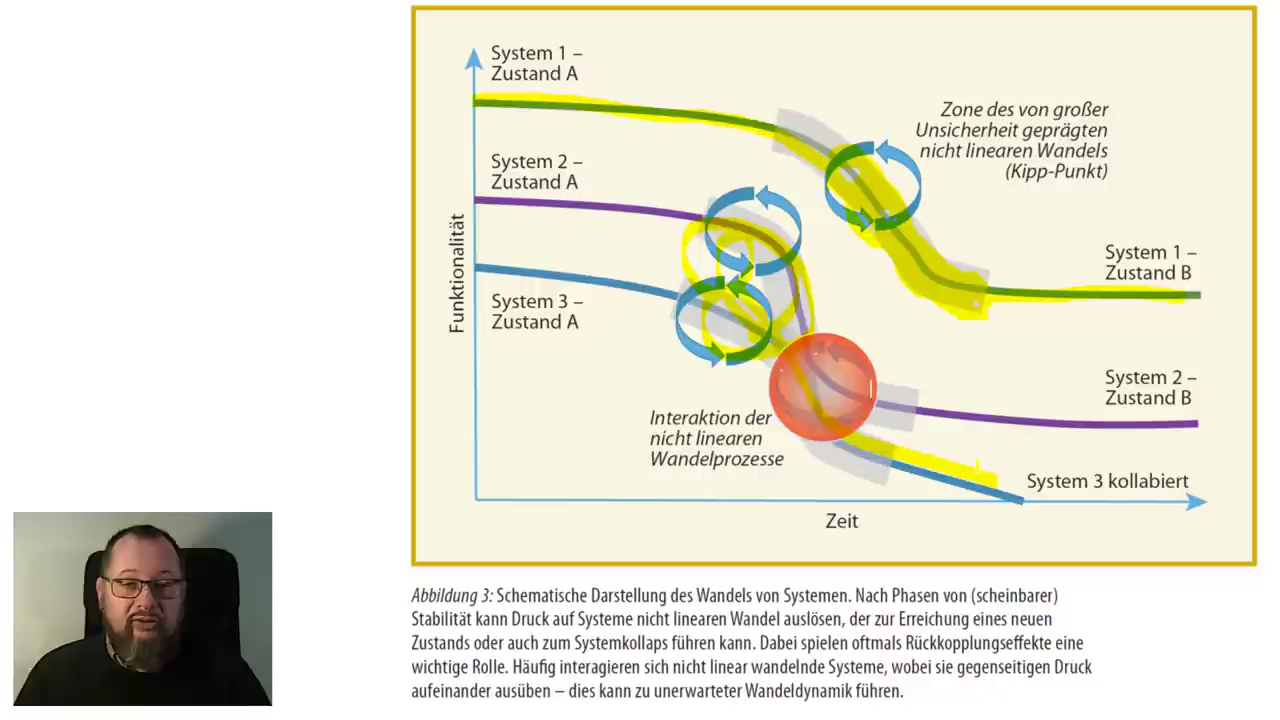 System 1 –
Zustand A
Zone des von großer
Unsicherheit geprägten
nicht linearen Wandels
(Kipp-Punkt)
System 2 –
Zustand A
Funktionalität
System 1 –
Zustand B
System 3 –
Zustand A
System 2 –
Zustand B
Interaktion der
nicht linearen
Wandelprozesse
System 3 kollabiert
Zeit
Abbildung 3: Schematische Darstellung des Wandels von Systemen. Nach Phasen von (scheinbarer)
Stabilität kann Druck auf Systeme nicht linearen Wandel auslösen, der zur Erreichung eines neuen
Zustands oder auch zum Systemkollaps führen kann. Dabei spielen oftmals Rückkopplungseffekte eine
wichtige Rolle. Häufig interagieren sich nicht linear wandelnde Systeme, wobei sie gegenseitigen Druck
aufeinander ausüben – dies kann zu unerwarteter Wandeldynamik führen.